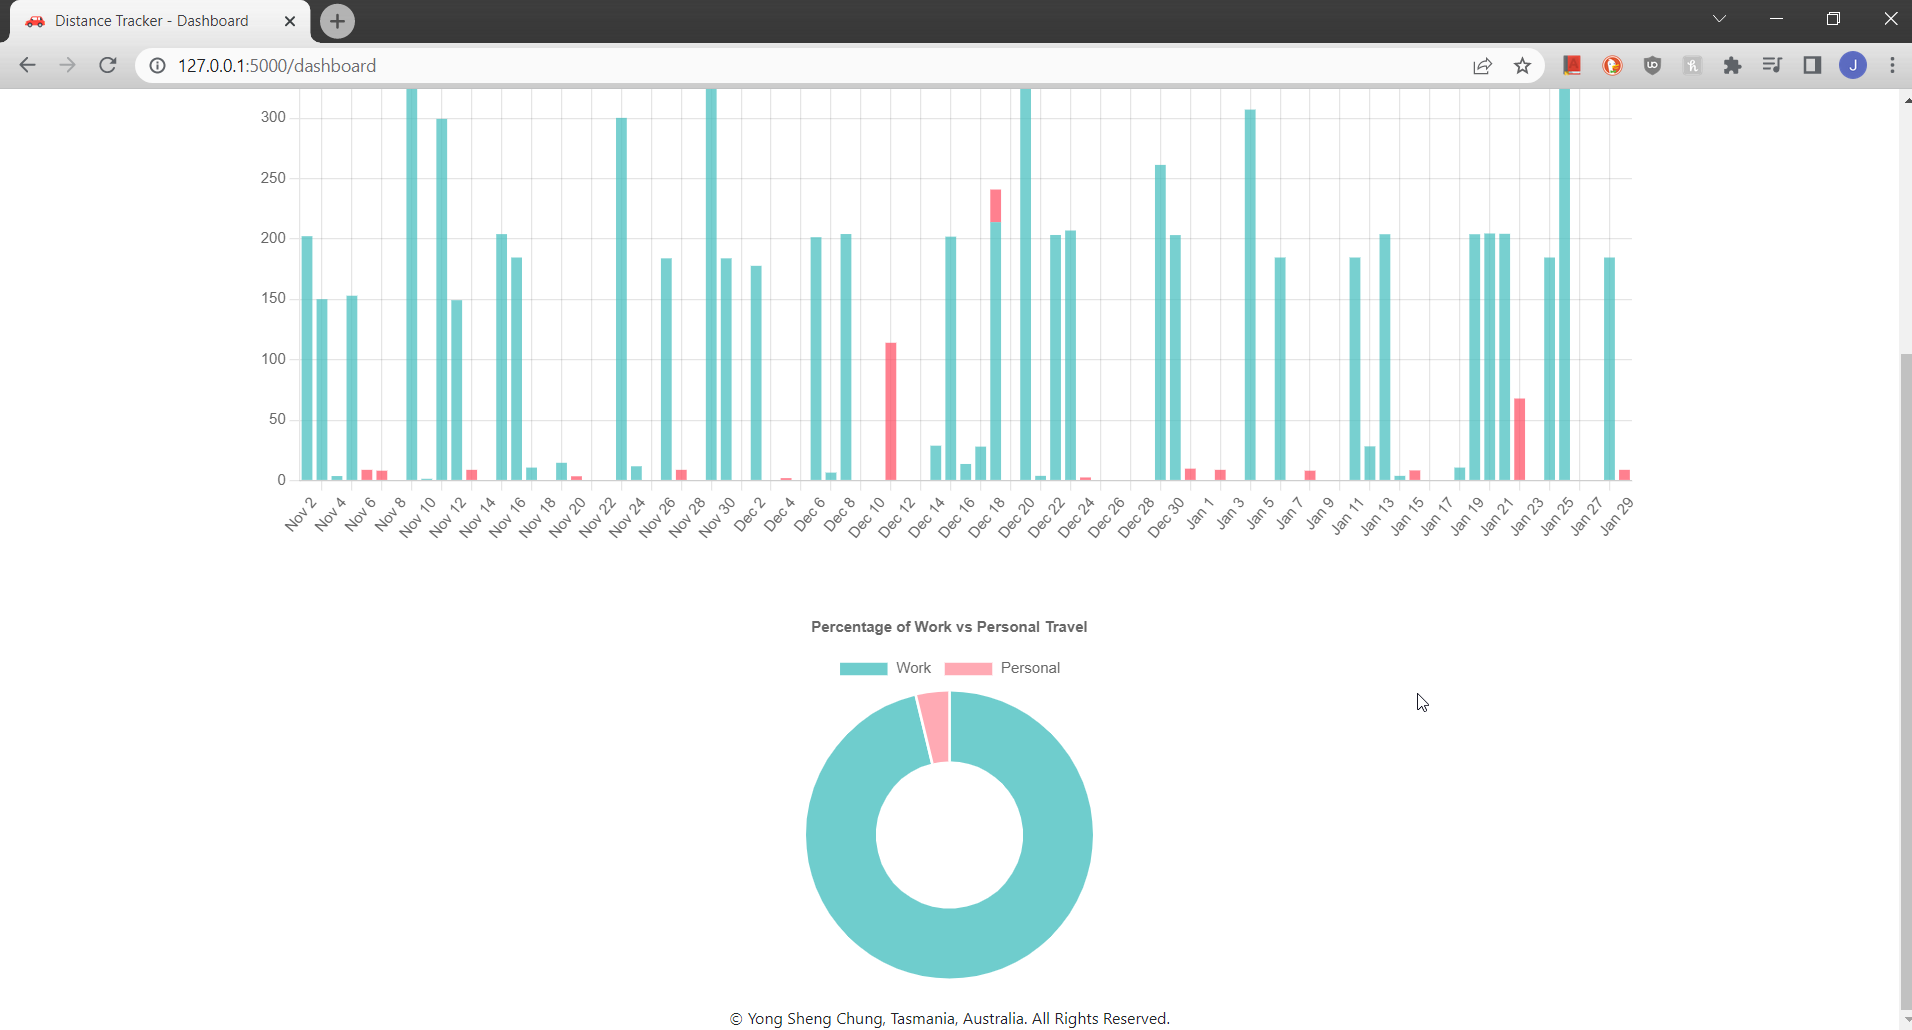 Distance Tracker - Dashboard
127.0.0.1:5000/dashboard
J
300
250
200
150
100
50
0
Nov 2 Nov 4 Nov 6 Nov 8 Nov 10 Nov 12 Nov 14 Nov 16 Nov 18 Nov 20 Nov 22 Nov 24 Nov 26 Nov 28 Nov 30 Dec 2 Dec 4 Dec 6 Dec 8 Dec 10 Dec 12 Dec 14 Dec 16 Dec 18 Dec 20 Dec 22 Dec 24 Dec 26 Dec 28 Dec 30 Jan 1 Jan 3 Jan 5 Jan 7 Jan 9 Jan 11 Jan 13 Jan 15 Jan 17 Jan 19 Jan 21 Jan 23 Jan 25 Jan 27 Jan 29
Percentage of Work vs Personal Travel
Work Personal
© Yong Sheng Chung, Tasmania, Australia. All Rights Reserved.